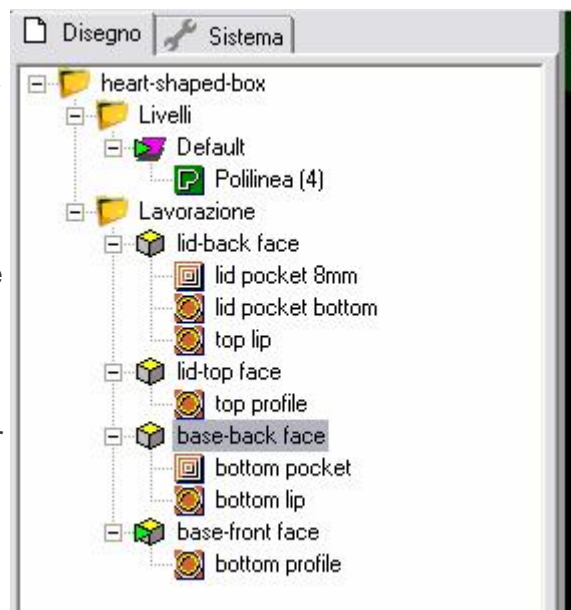 Disegno Sistema
heart-shaped-box
Livelli
Default
Polilinea (4)
Lavorazione
lid-back face
lid pocket 8mm
lid pocket bottom
top lip
lid-top face
top profile
base-back face
bottom pocket
bottom lip
base-front face
bottom profile